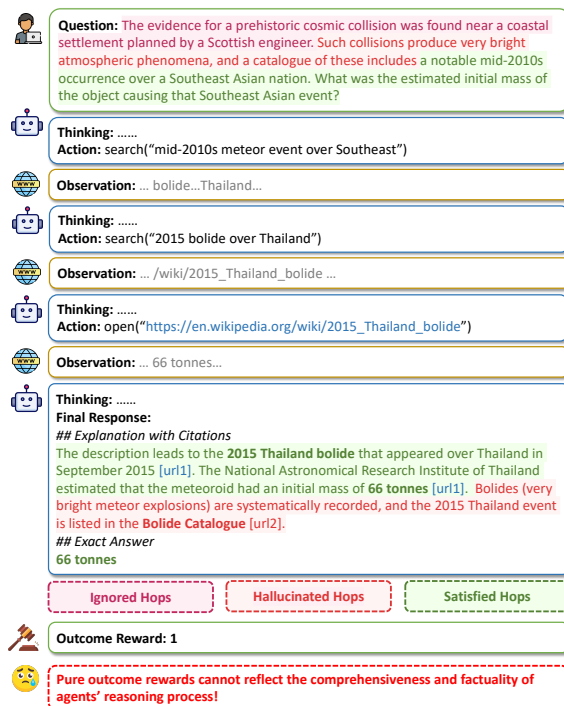 Question: The evidence for a prehistoric cosmic collision was found near a coastal
settlement planned by a Scottish engineer. Such collisions produce very bright
atmospheric phenomena, and a catalogue of these includes a notable mid-2010s
occurrence over a Southeast Asian nation. What was the estimated initial mass of
the object causing that Southeast Asian event?
Thinking: ......
Action: search(“mid-2010s meteor event over Southeast”)
WWW
Observation: ... bolide...Thailand...
Thinking: ......
Action: search(“2015 bolide over Thailand”)
WWW
Observation: ... /wiki/2015_Thailand_bolide ...
Thinking: ......
Action: open(“https://en.wikipedia.org/wiki/2015_Thailand_bolide”)
WWW
Observation: ... 66 tonnes...
Thinking: ......
Final Response:
## Explanation with Citations
The description leads to the 2015 Thailand bolide that appeared over Thailand in
September 2015 [url1]. The National Astronomical Research Institute of Thailand
estimated that the meteoroid had an initial mass of 66 tonnes [url1]. Bolides (very
bright meteor explosions) are systematically recorded, and the 2015 Thailand event
is listed in the Bolide Catalogue [url2].
## Exact Answer
66 tonnes
Ignored Hops
Hallucinated Hops
Satisfied Hops
Outcome Reward: 1
Pure outcome rewards cannot reflect the comprehensiveness and factuality of
agents’ reasoning process!